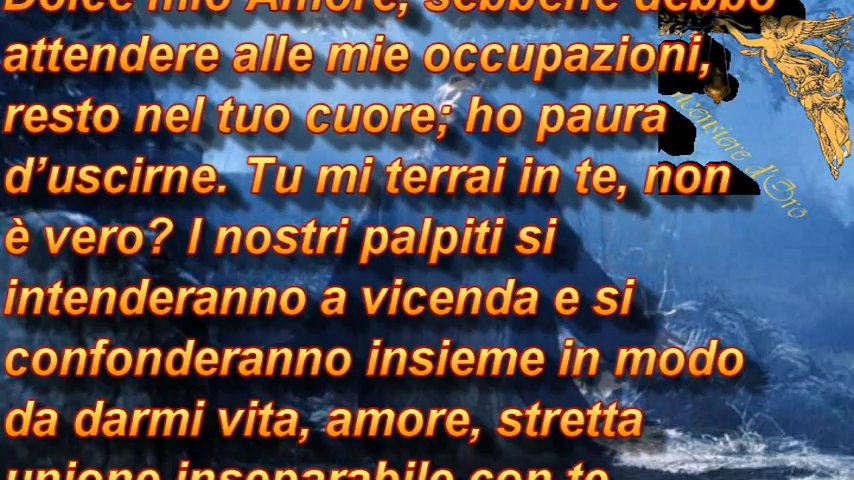 Dolce mio Amore, sebbene debbo
attendere alle mie occupazioni,
resto nel tuo cuore; ho paura
d’uscirne. Tu mi terrai in te, non
è vero? I nostri palpiti si
intenderanno a vicenda e si
confonderanno insieme in modo
da darmi vita, amore, stretta
unione inseparabile con te.
Pensiere d'Oro